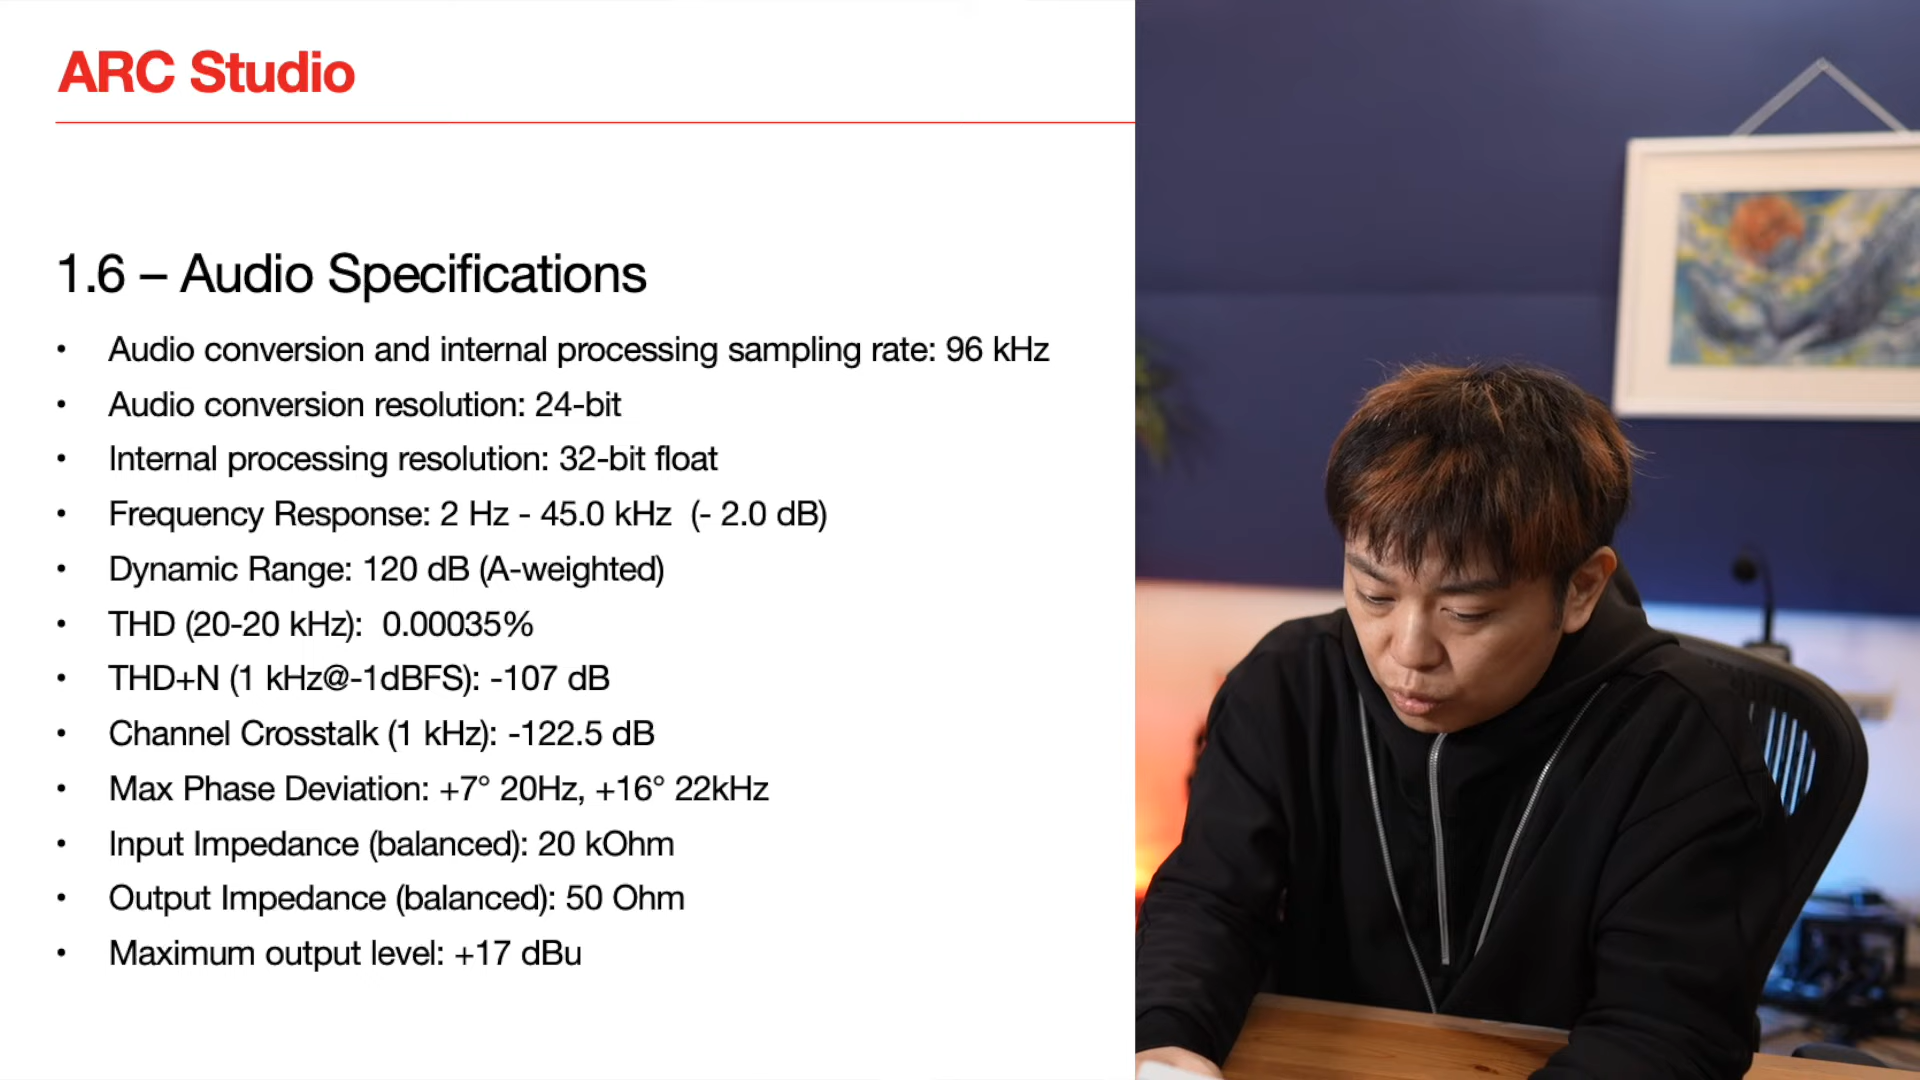 ARC Studio
1.6 – Audio Specifications
• Audio conversion and internal processing sampling rate: 96 kHz
• Audio conversion resolution: 24-bit
• Internal processing resolution: 32-bit float
• Frequency Response: 2 Hz - 45.0 kHz  (- 2.0 dB)
• Dynamic Range: 120 dB (A-weighted)
• THD (20-20 kHz):  0.00035%
• THD+N (1 kHz@-1dBFS): -107 dB
• Channel Crosstalk (1 kHz): -122.5 dB
• Max Phase Deviation: +7° 20Hz, +16° 22kHz
• Input Impedance (balanced): 20 kOhm
• Output Impedance (balanced): 50 Ohm
• Maximum output level: +17 dBu